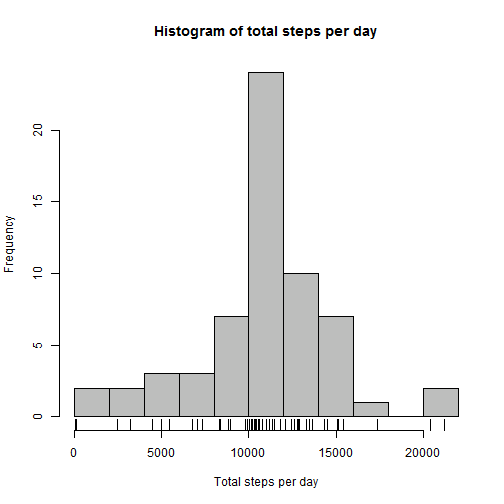 Histogram of total steps per day
Frequency
20
15
10
5
0
0 5000 10000 15000 20000
Total steps per day